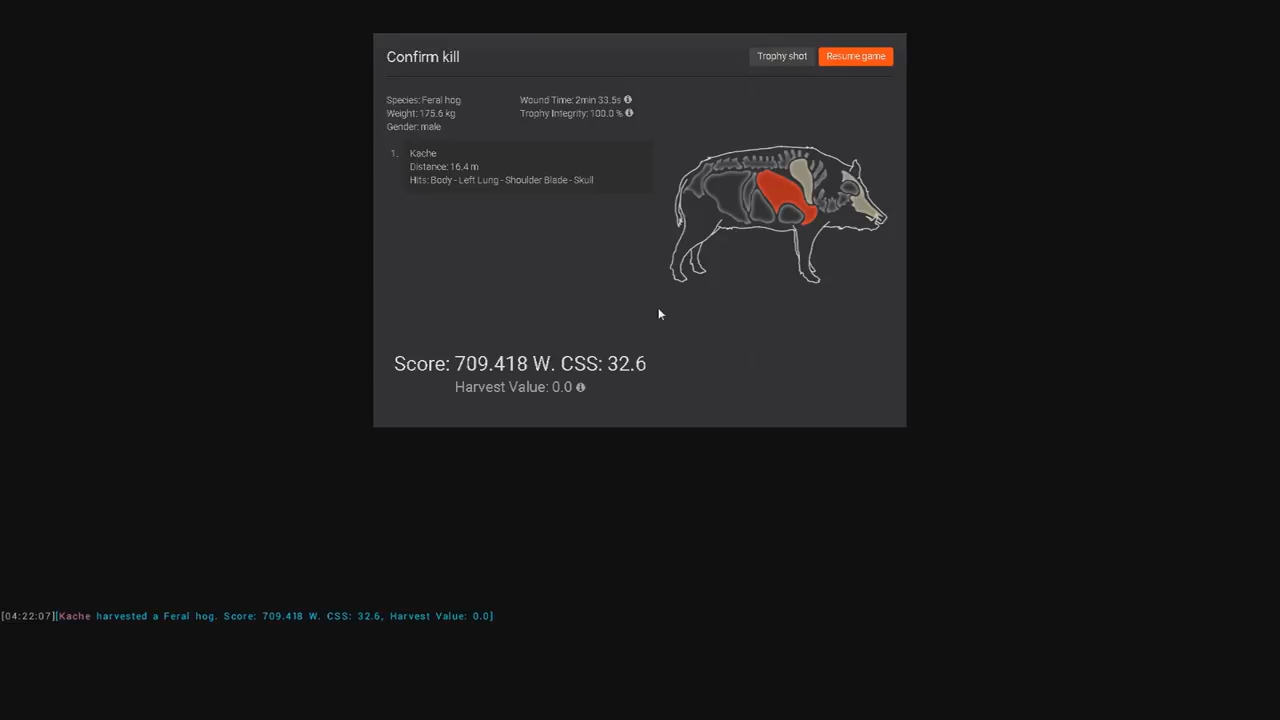 Confirm kill
Trophy shot
Resume game
Species: Feral hog
Weight: 175.6 kg
Gender: male
Wound Time: 2min 33.5s
Trophy Integrity: 100.0 %
1. Kache
Distance: 16.4 m
Hits: Body - Left Lung - Shoulder Blade - Skull
Score: 709.418 W. CSS: 32.6
Harvest Value: 0.0
[04:22:07][Kache harvested a Feral hog. Score: 709.418 W. CSS: 32.6, Harvest Value: 0.0]